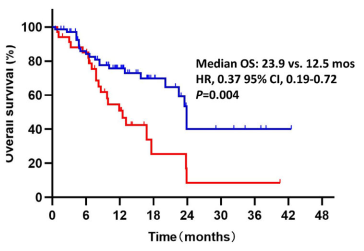 100
80
60
40
20
0
Overall survival (%)
Median OS: 23.9 vs. 12.5 mos
HR, 0.37 95% CI, 0.19-0.72
P=0.004
0 6 12 18 24 30 36 42 48
Time(months)